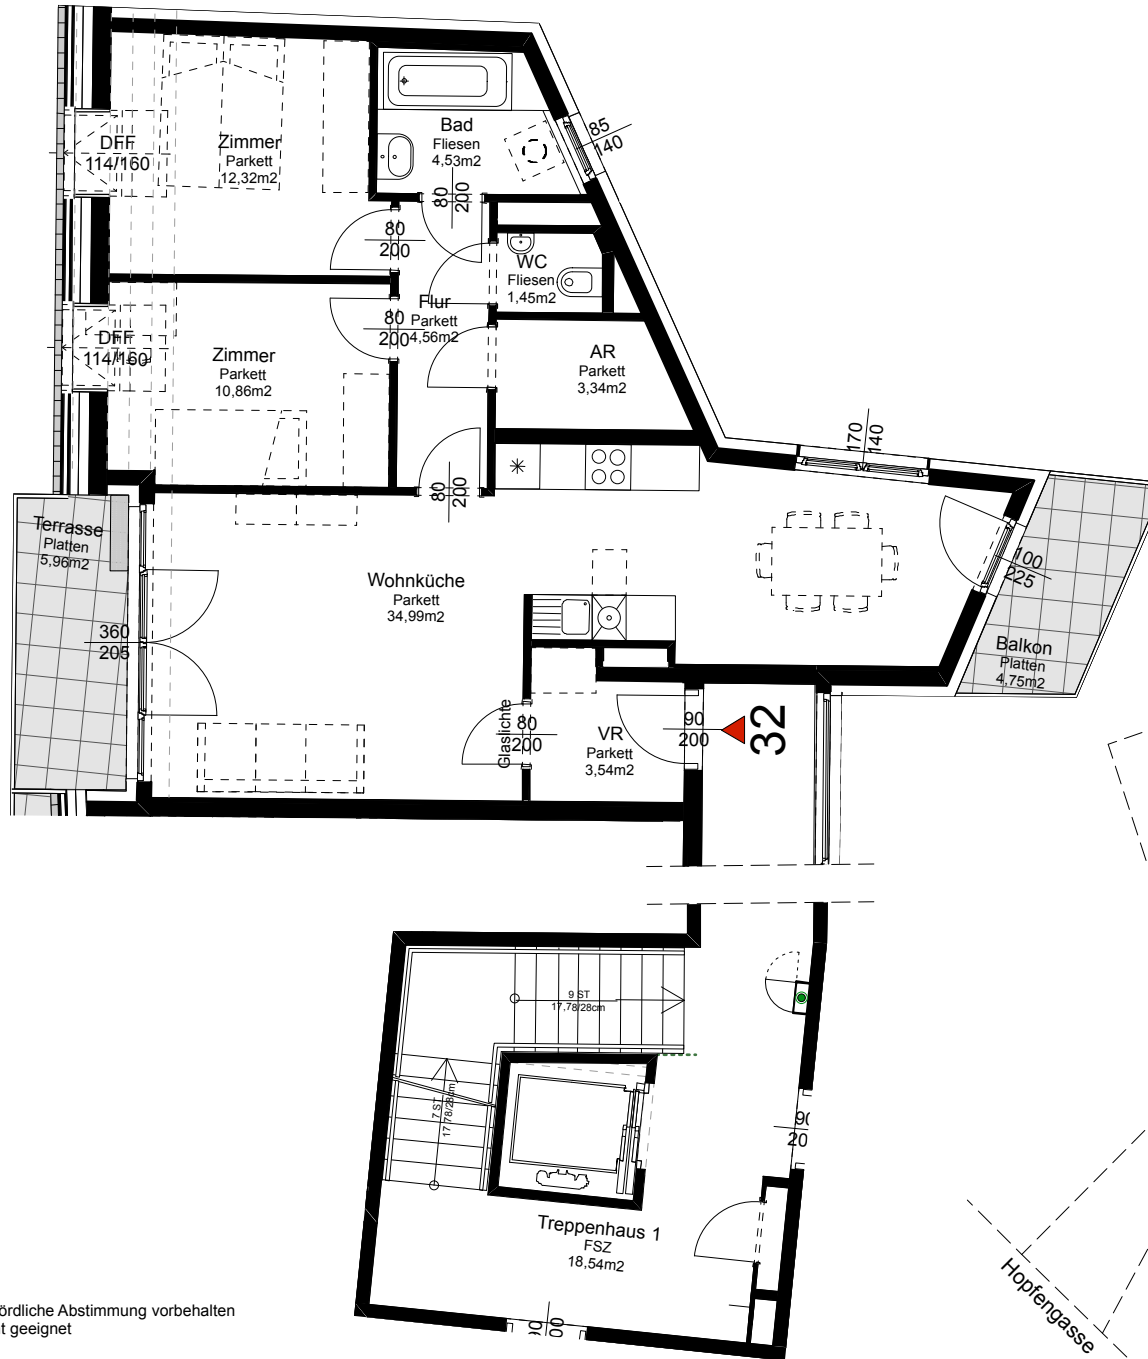 85
140
Bad
Fliesen
4,53m2
DFF
114/160
Zimmer
Parkett
12,32m2
80
200
80
200
WC
Fliesen
1,45m2
Flur
Parkett
4,56m2
80
200
DFF
114/160
Zimmer
Parkett
10,86m2
AR
Parkett
3,34m2
170
140
80
200
Terrasse
Platten
5,96m2
Wohnküche
Parkett
34,99m2
100
225
360
205
Balkon
Platten
4,75m2
Glaslichte
80
200
VR
Parkett
3,54m2
90
200
32
9 ST
17,78/28cm
7 ST
17,78/28cm
90
20
Treppenhaus 1
FSZ
18,54m2
Hopfengasse
ördliche Abstimmung vorbehalten
t geeignet